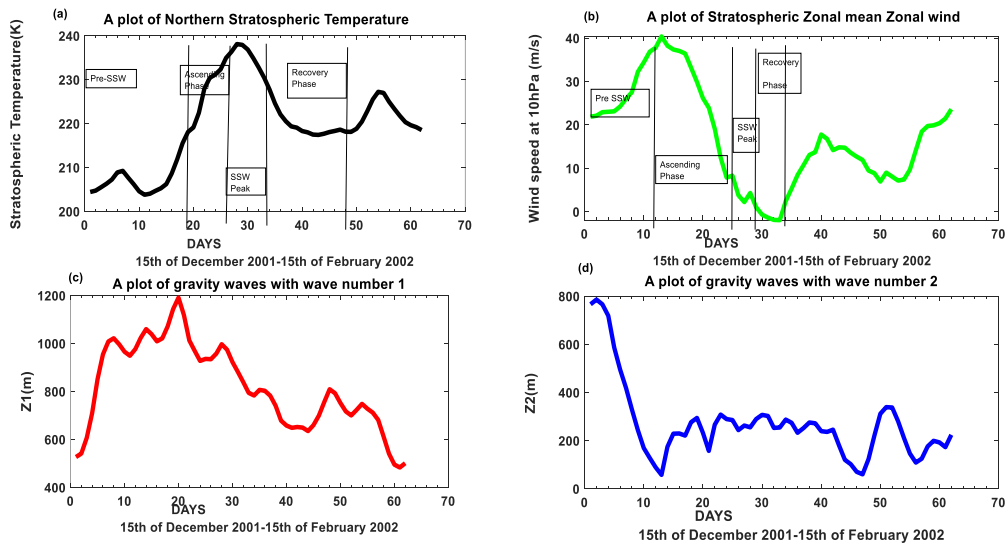 (a)
A plot of Northern Stratospheric Temperature
Stratospheric Temperature(K)
240
230
220
210
200
Pre-SSW
Ascending
Phase
SSW
Peak
Recovery
Phase
0 10 20 30 40 50 60 70
DAYS
15th of December 2001-15th of February 2002
(b)
A plot of Stratospheric Zonal mean Zonal wind
Wind speed at 10hPa (m/s)
40
30
20
10
0
Pre SSW
Ascending
Phase
SSW
Peak
Recovery
Phase
0 10 20 30 40 50 60 70
DAYS
15th of December 2001-15th of February 2002
(c)
A plot of gravity waves with wave number 1
Z1(m)
1200
1000
800
600
400
0 10 20 30 40 50 60 70
DAYS
15th of December 2001-15th of February 2002
(d)
A plot of gravity waves with wave number 2
Z2(m)
800
600
400
200
0
0 10 20 30 40 50 60 70
DAYS
15th of December 2001-15th of February 2002